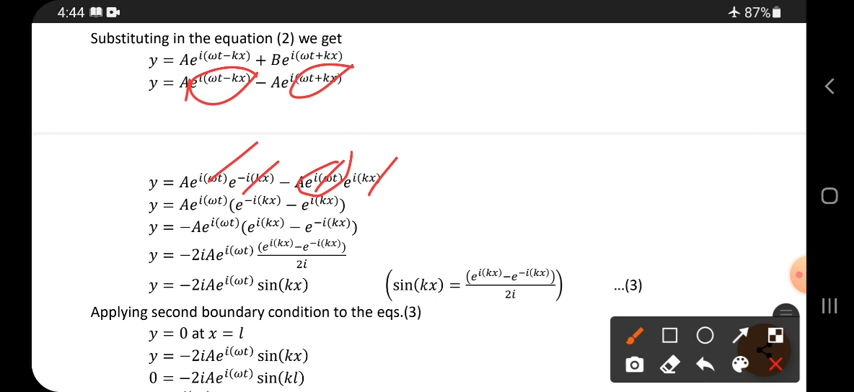 4:44
87%
Substituting in the equation (2) we get
y = Ae^{i(ωt−kx)} + Be^{i(ωt+kx)}
y = Ae^{i(ωt−kx)} − Ae^{i(ωt+kx)}
y = Ae^{i(ωt)}e^{−i(kx)} − Ae^{i(ωt)}e^{i(kx)}
y = Ae^{i(ωt)}(e^{−i(kx)} − e^{i(kx)})
y = −Ae^{i(ωt)}(e^{i(kx)} − e^{−i(kx)})
y = −2iAe^{i(ωt)} (e^{i(kx)}−e^{−i(kx)})/2i
y = −2iAe^{i(ωt)} sin(kx) (sin(kx) = (e^{i(kx)}−e^{−i(kx)})/2i) ...(3)
Applying second boundary condition to the eqs.(3)
y = 0 at x = l
y = −2iAe^{i(ωt)} sin(kx)
0 = −2iAe^{i(ωt)} sin(kl)